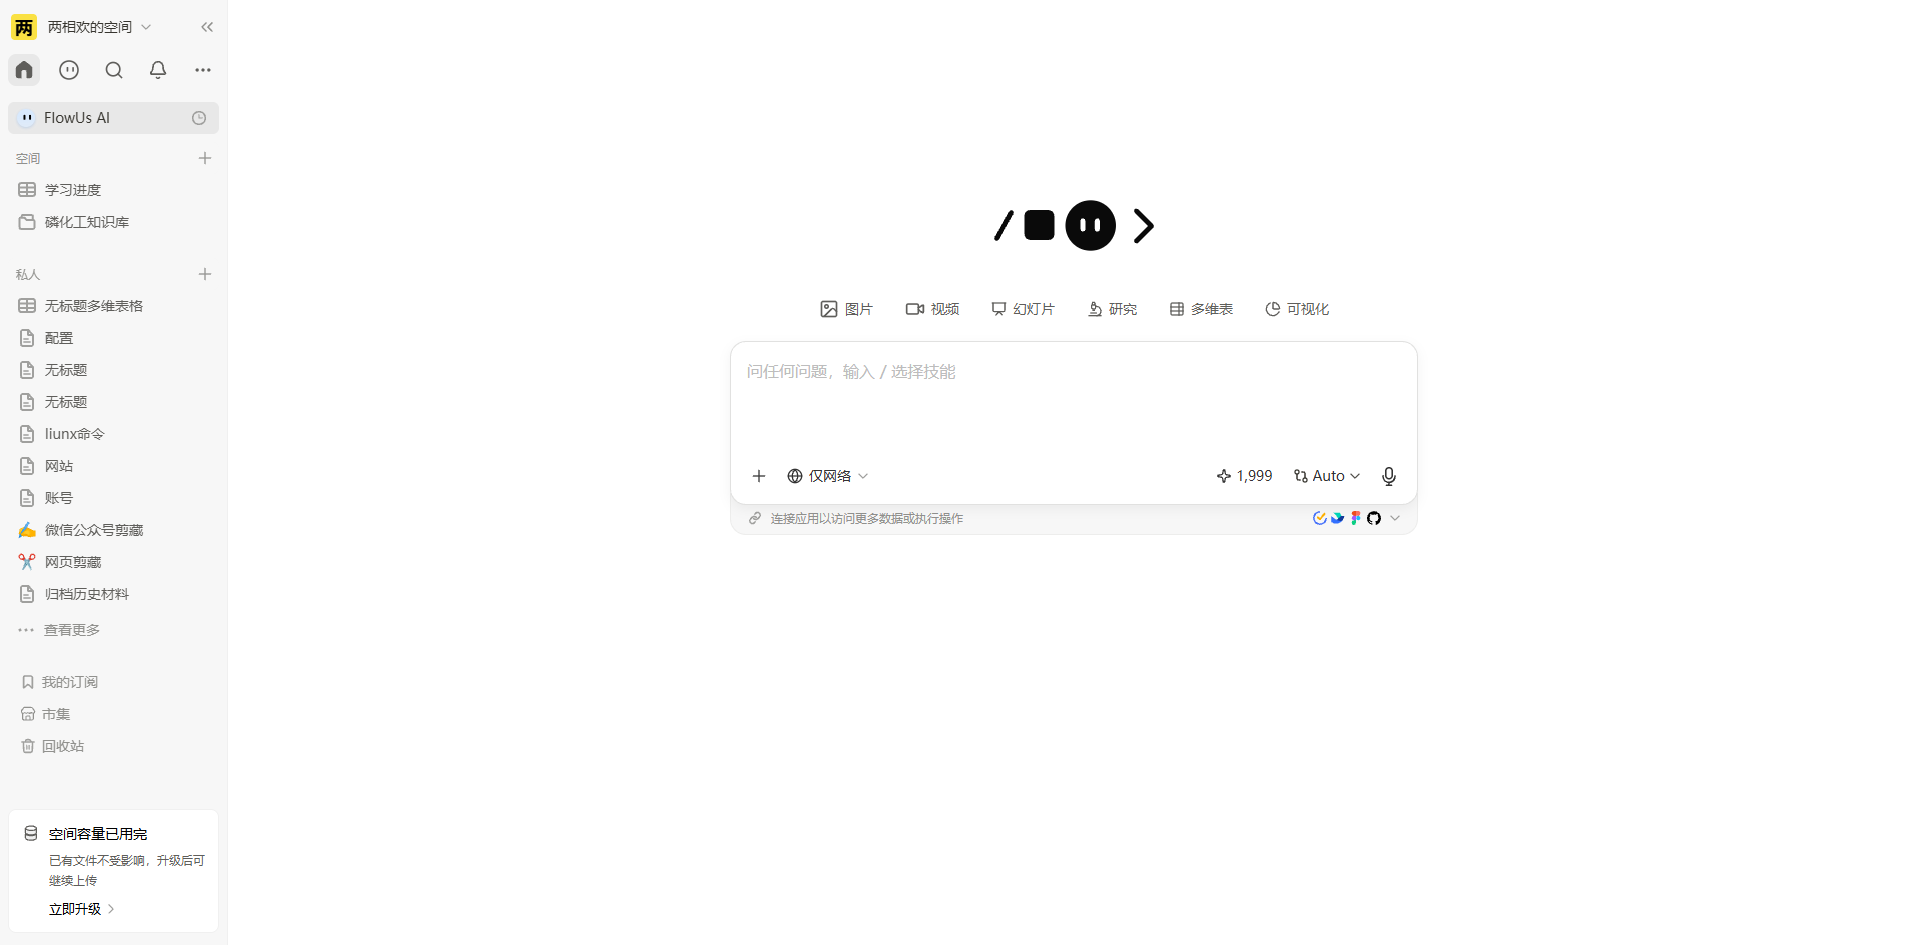 两 两相欢的空间
FlowUs AI
空间
学习进度
磷化工知识库
私人
无标题多维表格
配置
无标题
无标题
liunx命令
网站
账号
微信公众号剪藏
网页剪藏
归档历史材料
查看更多
我的订阅
市集
回收站
空间容量已用完
已有文件不受影响，升级后可
继续上传
立即升级
图片 视频 幻灯片 研究 多维表 可视化
问任何问题，输入 / 选择技能
仅网络 1,999 Auto
连接应用以访问更多数据或执行操作